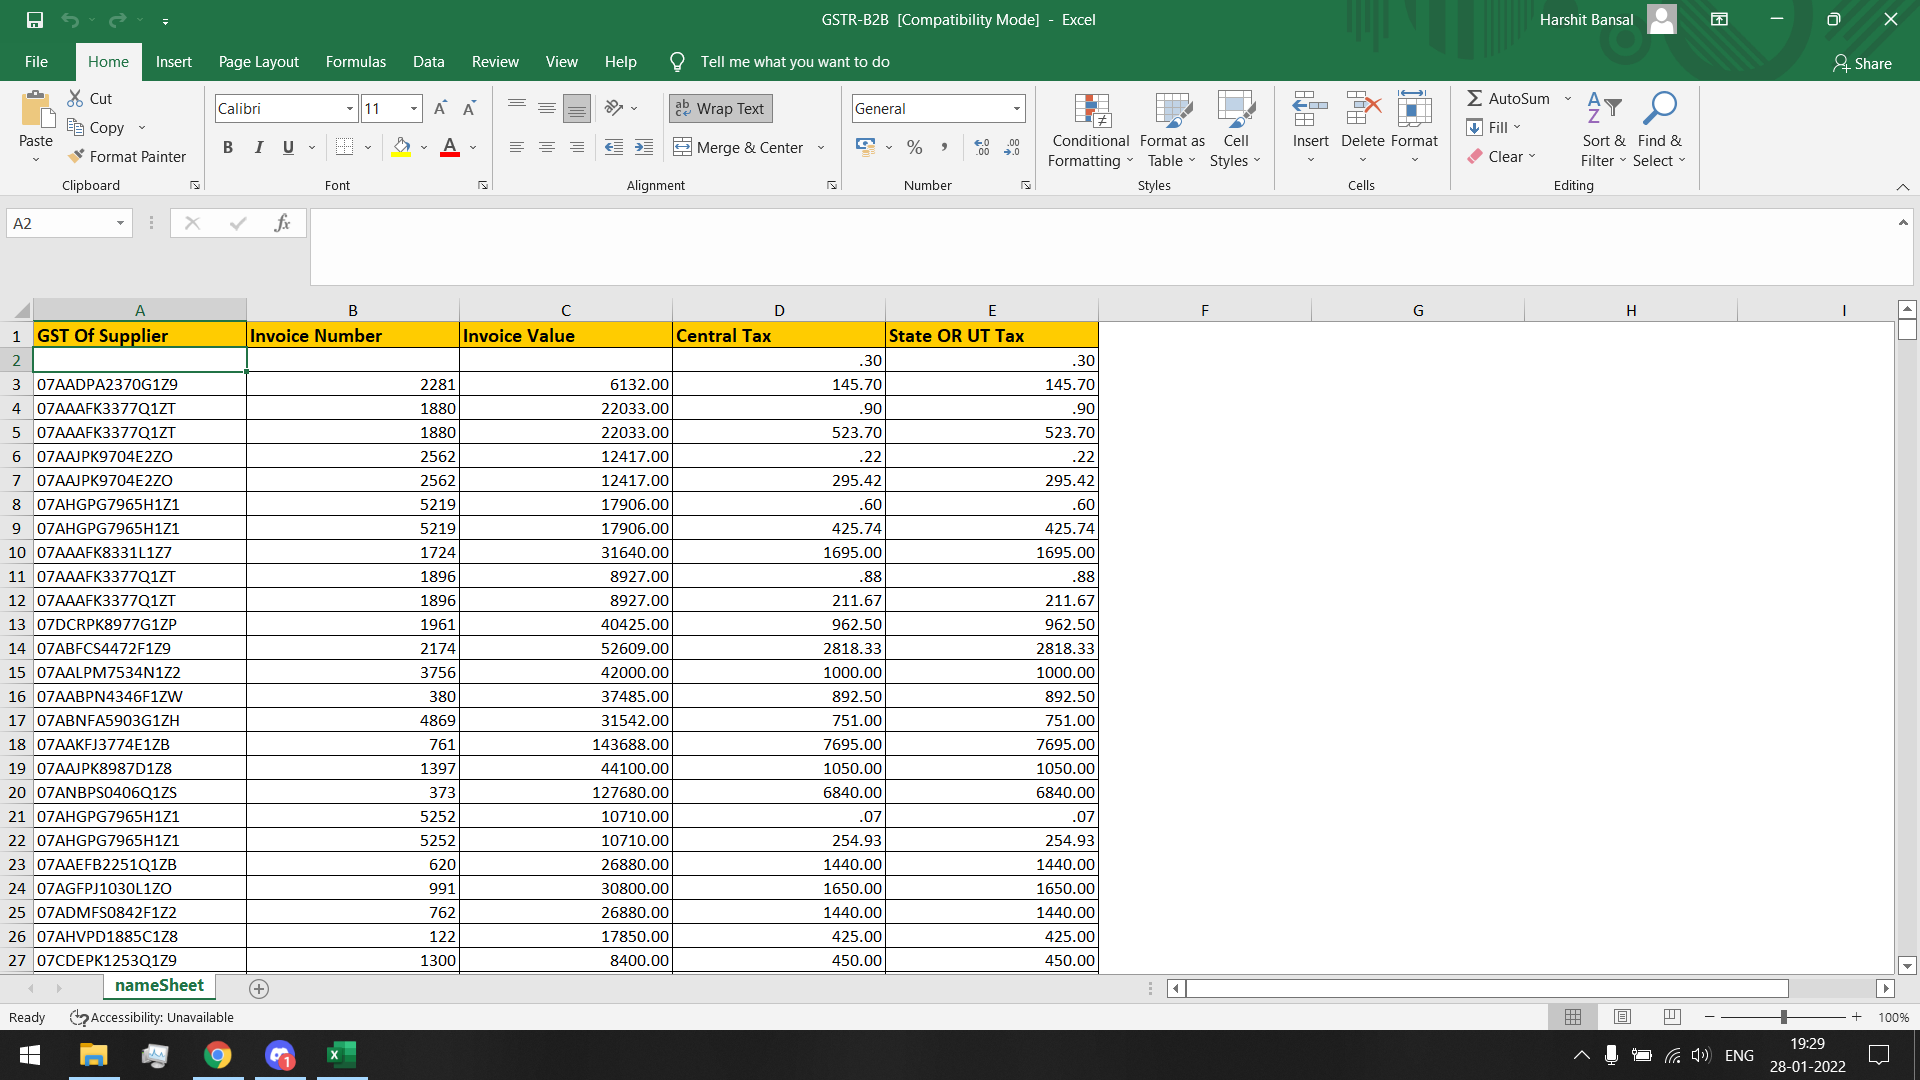 GSTR-B2B [Compatibility Mode] - Excel
Harshit Bansal
File Home Insert Page Layout Formulas Data Review View Help Tell me what you want to do Share
Paste
Cut
Copy
Format Painter
Clipboard
Calibri 11
B I U
Font
Wrap Text
Merge & Center
Alignment
General
Number
Conditional Formatting
Format as Table
Cell Styles
Styles
Insert Delete Format
Cells
AutoSum
Fill
Clear
Sort & Filter
Find & Select
Editing
A2 fx
A B C D E F G H I
1 GST Of Supplier Invoice Number Invoice Value Central Tax State OR UT Tax
2 .30 .30
3 07AADPA2370G1Z9 2281 6132.00 145.70 145.70
4 07AAAFK3377Q1ZT 1880 22033.00 .90 .90
5 07AAAFK3377Q1ZT 1880 22033.00 523.70 523.70
6 07AAJPK9704E2ZO 2562 12417.00 .22 .22
7 07AAJPK9704E2ZO 2562 12417.00 295.42 295.42
8 07AHGPG7965H1Z1 5219 17906.00 .60 .60
9 07AHGPG7965H1Z1 5219 17906.00 425.74 425.74
10 07AAAFK8331L1Z7 1724 31640.00 1695.00 1695.00
11 07AAAFK3377Q1ZT 1896 8927.00 .88 .88
12 07AAAFK3377Q1ZT 1896 8927.00 211.67 211.67
13 07DCRPK8977G1ZP 1961 40425.00 962.50 962.50
14 07ABFCS4472F1Z9 2174 52609.00 2818.33 2818.33
15 07AALPM7534N1Z2 3756 42000.00 1000.00 1000.00
16 07AABPN4346F1ZW 380 37485.00 892.50 892.50
17 07ABNFA5903G1ZH 4869 31542.00 751.00 751.00
18 07AAKFJ3774E1ZB 761 143688.00 7695.00 7695.00
19 07AAJPK8987D1Z8 1397 44100.00 1050.00 1050.00
20 07ANBPS0406Q1ZS 373 127680.00 6840.00 6840.00
21 07AHGPG7965H1Z1 5252 10710.00 .07 .07
22 07AHGPG7965H1Z1 5252 10710.00 254.93 254.93
23 07AAEFB2251Q1ZB 620 26880.00 1440.00 1440.00
24 07AGFPJ1030L1ZO 991 30800.00 1650.00 1650.00
25 07ADMFS0842F1Z2 762 26880.00 1440.00 1440.00
26 07AHVPD1885C1Z8 122 17850.00 425.00 425.00
27 07CDEPK1253Q1Z9 1300 8400.00 450.00 450.00
nameSheet
Ready Accessibility: Unavailable 100%
1 ENG 19:29
28-01-2022